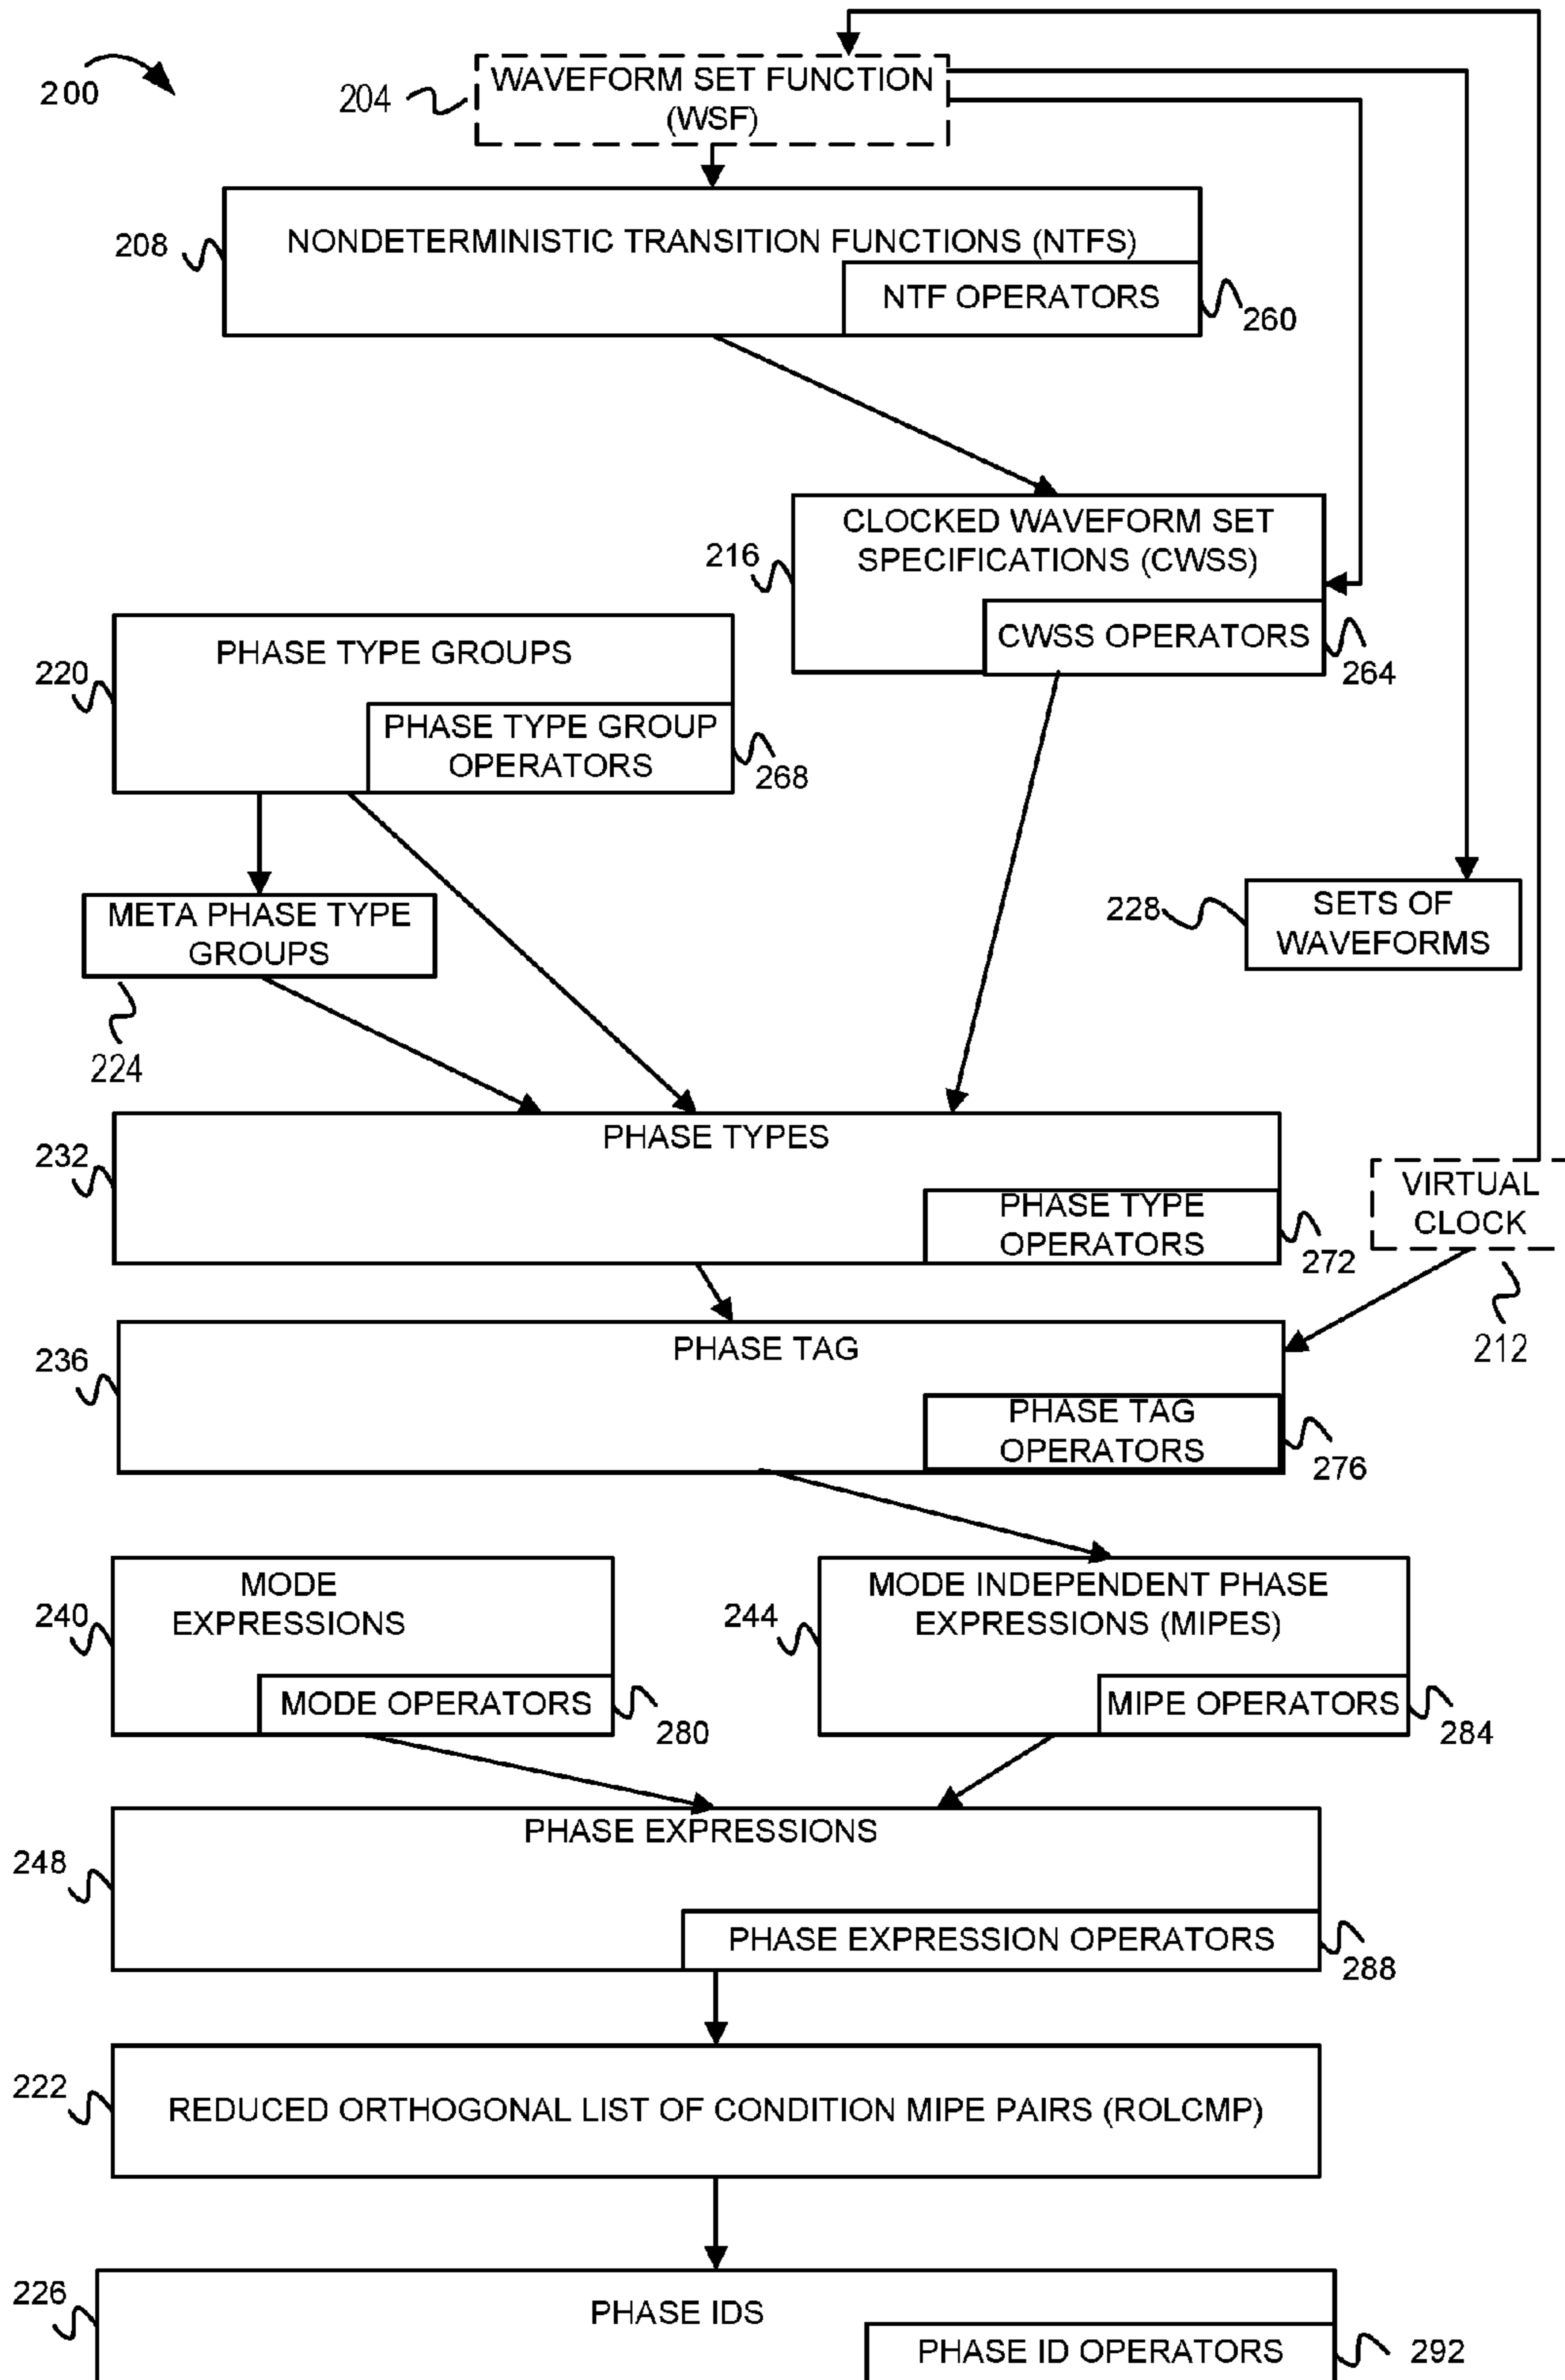 200
204
WAVEFORM SET FUNCTION
(WSF)
208
NONDETERMINISTIC TRANSITION FUNCTIONS (NTFS)
NTF OPERATORS
260
216
CLOCKED WAVEFORM SET
SPECIFICATIONS (CWSS)
CWSS OPERATORS
264
220
PHASE TYPE GROUPS
PHASE TYPE GROUP
OPERATORS
268
META PHASE TYPE
GROUPS
224
228
SETS OF
WAVEFORMS
232
PHASE TYPES
PHASE TYPE
OPERATORS
272
VIRTUAL
CLOCK
212
236
PHASE TAG
PHASE TAG
OPERATORS
276
240
MODE
EXPRESSIONS
MODE OPERATORS
280
244
MODE INDEPENDENT PHASE
EXPRESSIONS (MIPES)
MIPE OPERATORS
284
248
PHASE EXPRESSIONS
PHASE EXPRESSION OPERATORS
288
222
REDUCED ORTHOGONAL LIST OF CONDITION MIPE PAIRS (ROLCMP)
226
PHASE IDS
PHASE ID OPERATORS
292